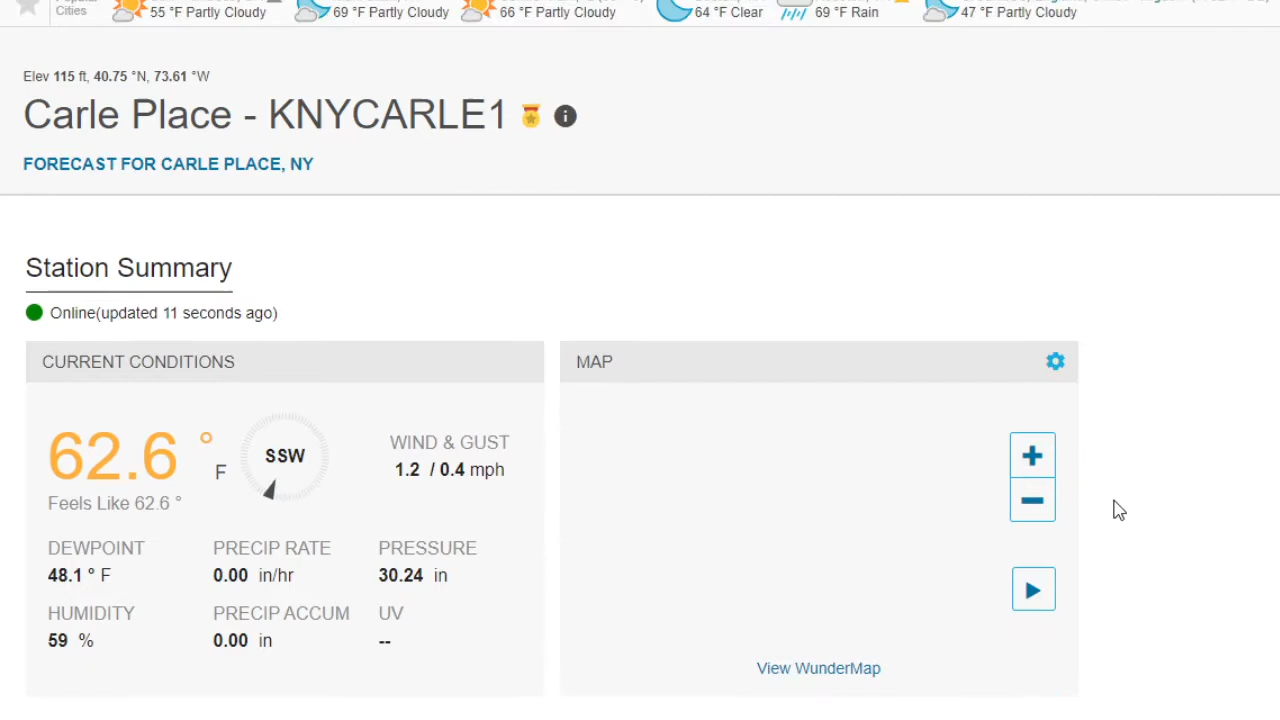 55 °F Partly Cloudy
69 °F Partly Cloudy
66 °F Partly Cloudy
64 °F Clear
69 °F Rain
47 °F Partly Cloudy
Cities
Elev 115 ft, 40.75 °N, 73.61 °W
Carle Place - KNYCARLE1
FORECAST FOR CARLE PLACE, NY
Station Summary
Online(updated 11 seconds ago)
CURRENT CONDITIONS
62.6 ° F
Feels Like 62.6 °
SSW
WIND & GUST
1.2 / 0.4 mph
DEWPOINT
48.1 ° F
PRECIP RATE
0.00 in/hr
PRESSURE
30.24 in
HUMIDITY
59 %
PRECIP ACCUM
0.00 in
UV
--
MAP
View WunderMap